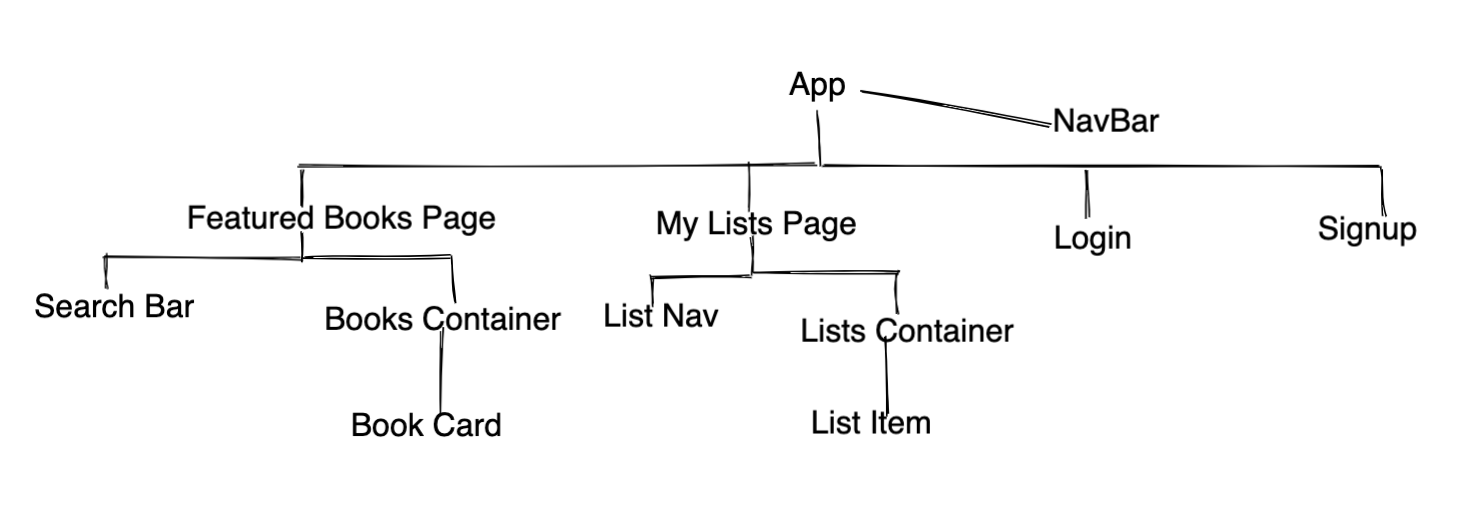 App
NavBar
Featured Books Page
My Lists Page
Login
Signup
Search Bar
Books Container
List Nav
Lists Container
Book Card
List Item